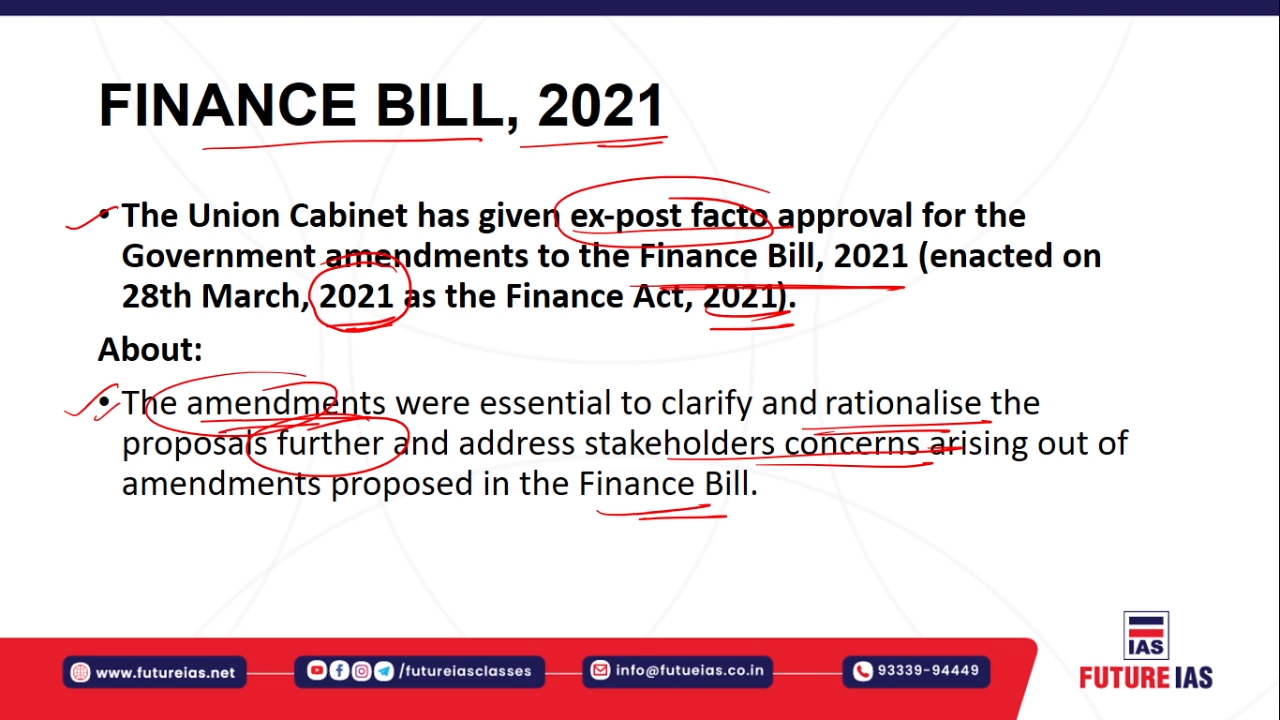 FINANCE BILL, 2021
• The Union Cabinet has given ex-post facto approval for the
Government amendments to the Finance Bill, 2021 (enacted on
28th March, 2021 as the Finance Act, 2021).
About:
• The amendments were essential to clarify and rationalise the
proposals further and address stakeholders concerns arising out of
amendments proposed in the Finance Bill.
IAS
FUTURE IAS
www.futureias.net
/futureiasclasses
info@futueias.co.in
93339-94449